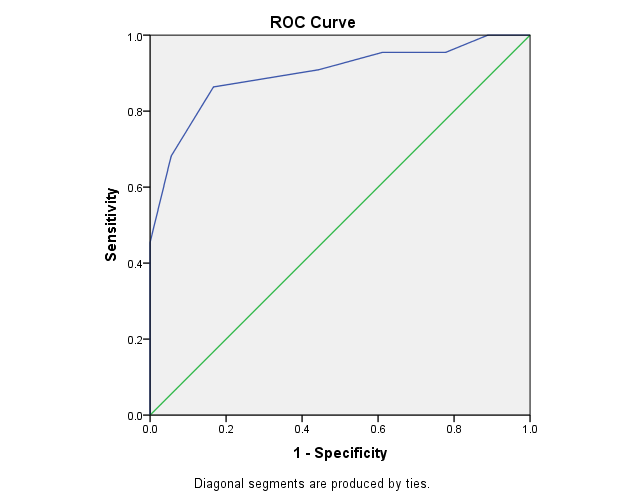 ROC Curve
1.0
0.8
0.6
0.4
0.2
0.0
Sensitivity
0.0 0.2 0.4 0.6 0.8 1.0
1 - Specificity
Diagonal segments are produced by ties.